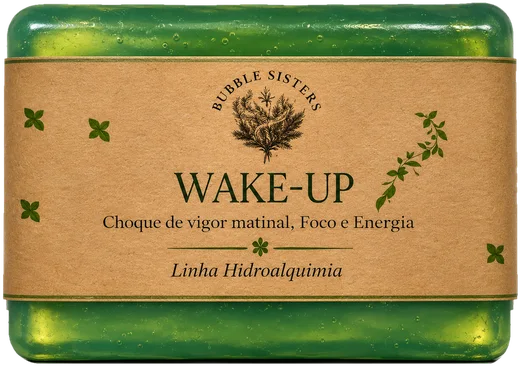 BUBBLE SISTERS
WAKE-UP
Choque de vigor matinal, Foco e Energia
Linha Hidroalquimia